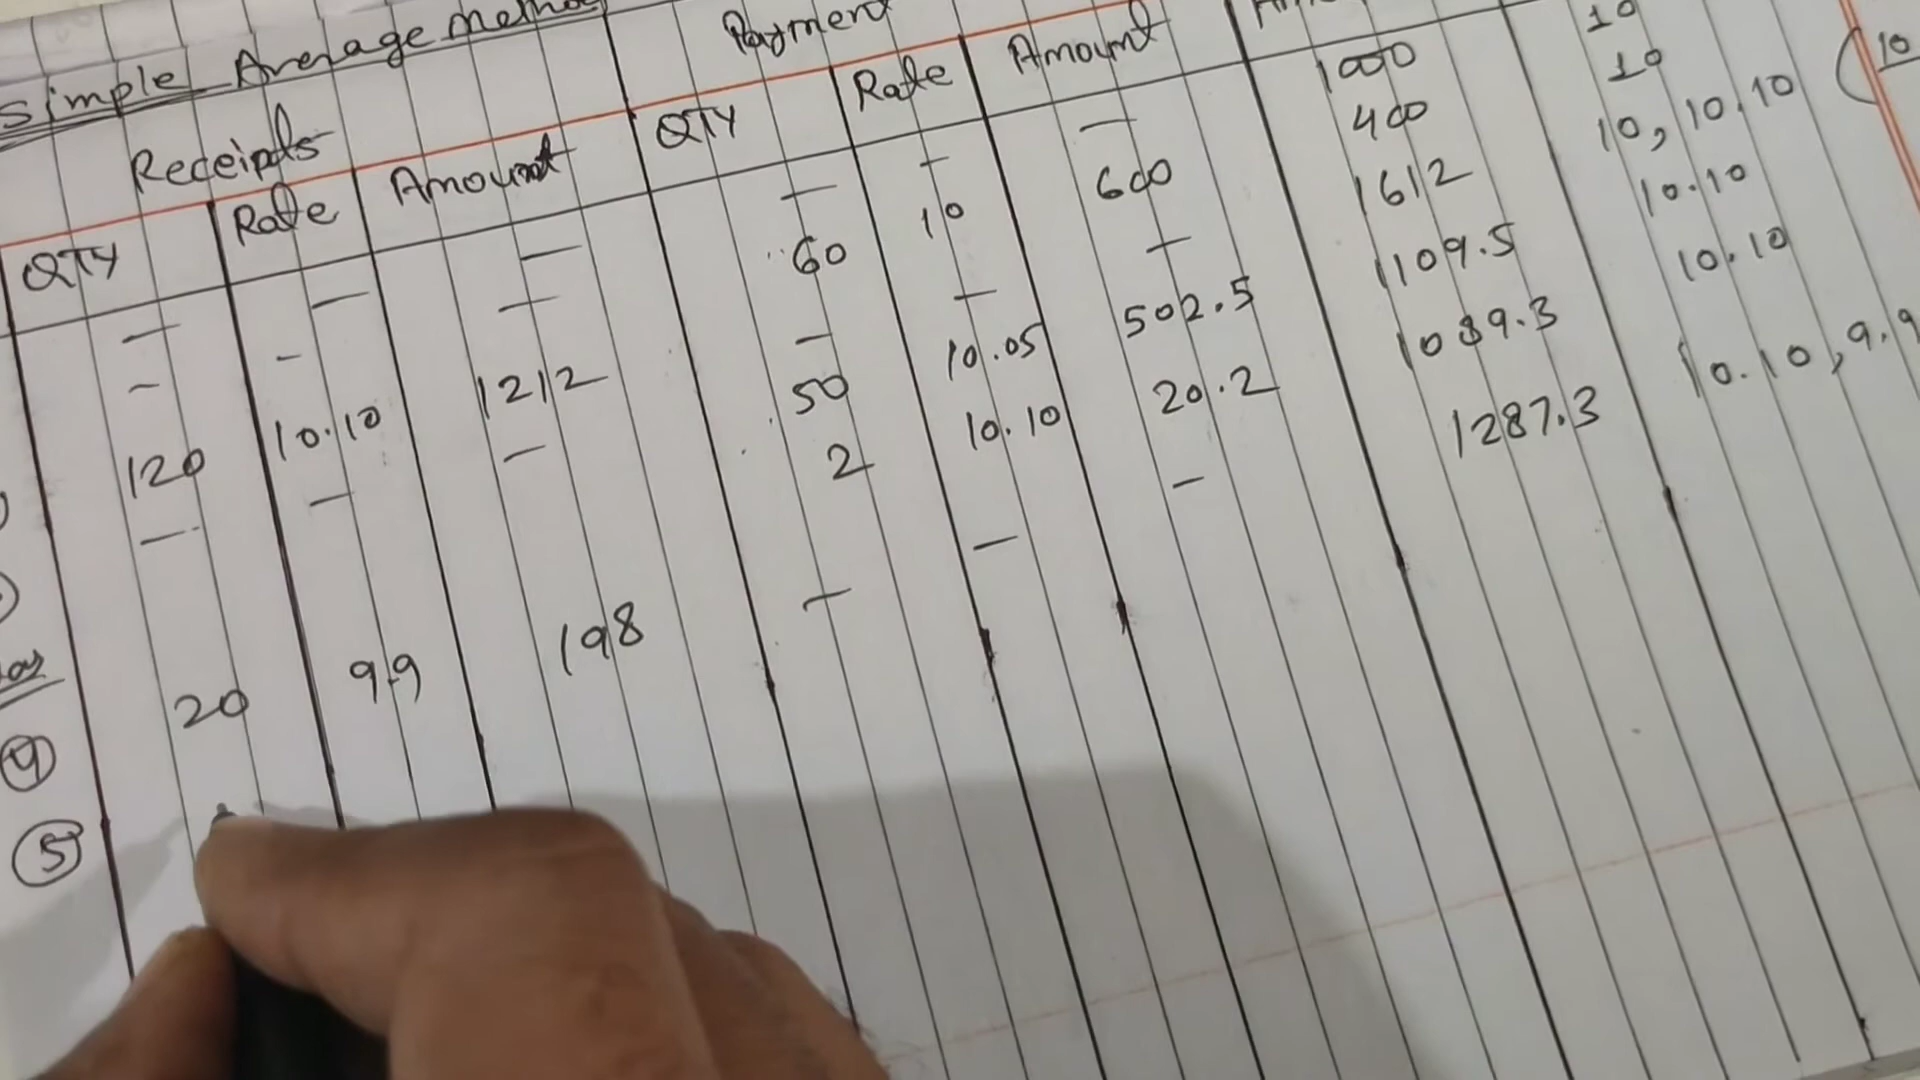 Simple Average Method
Receipts Payment
QTY Rate Amount QTY Rate Amount
— — — — — — 1000 10
— - — 60 10 600 400 10
120 10.10 1212 — — — 1612 10, 10.10
— — — 50 10.05 502.5 1109.5 10.10
2 10.10 20.2 1089.3 10.10
20 9.9 198 — — — 1287.3 10.10, 9.9
10
4
5